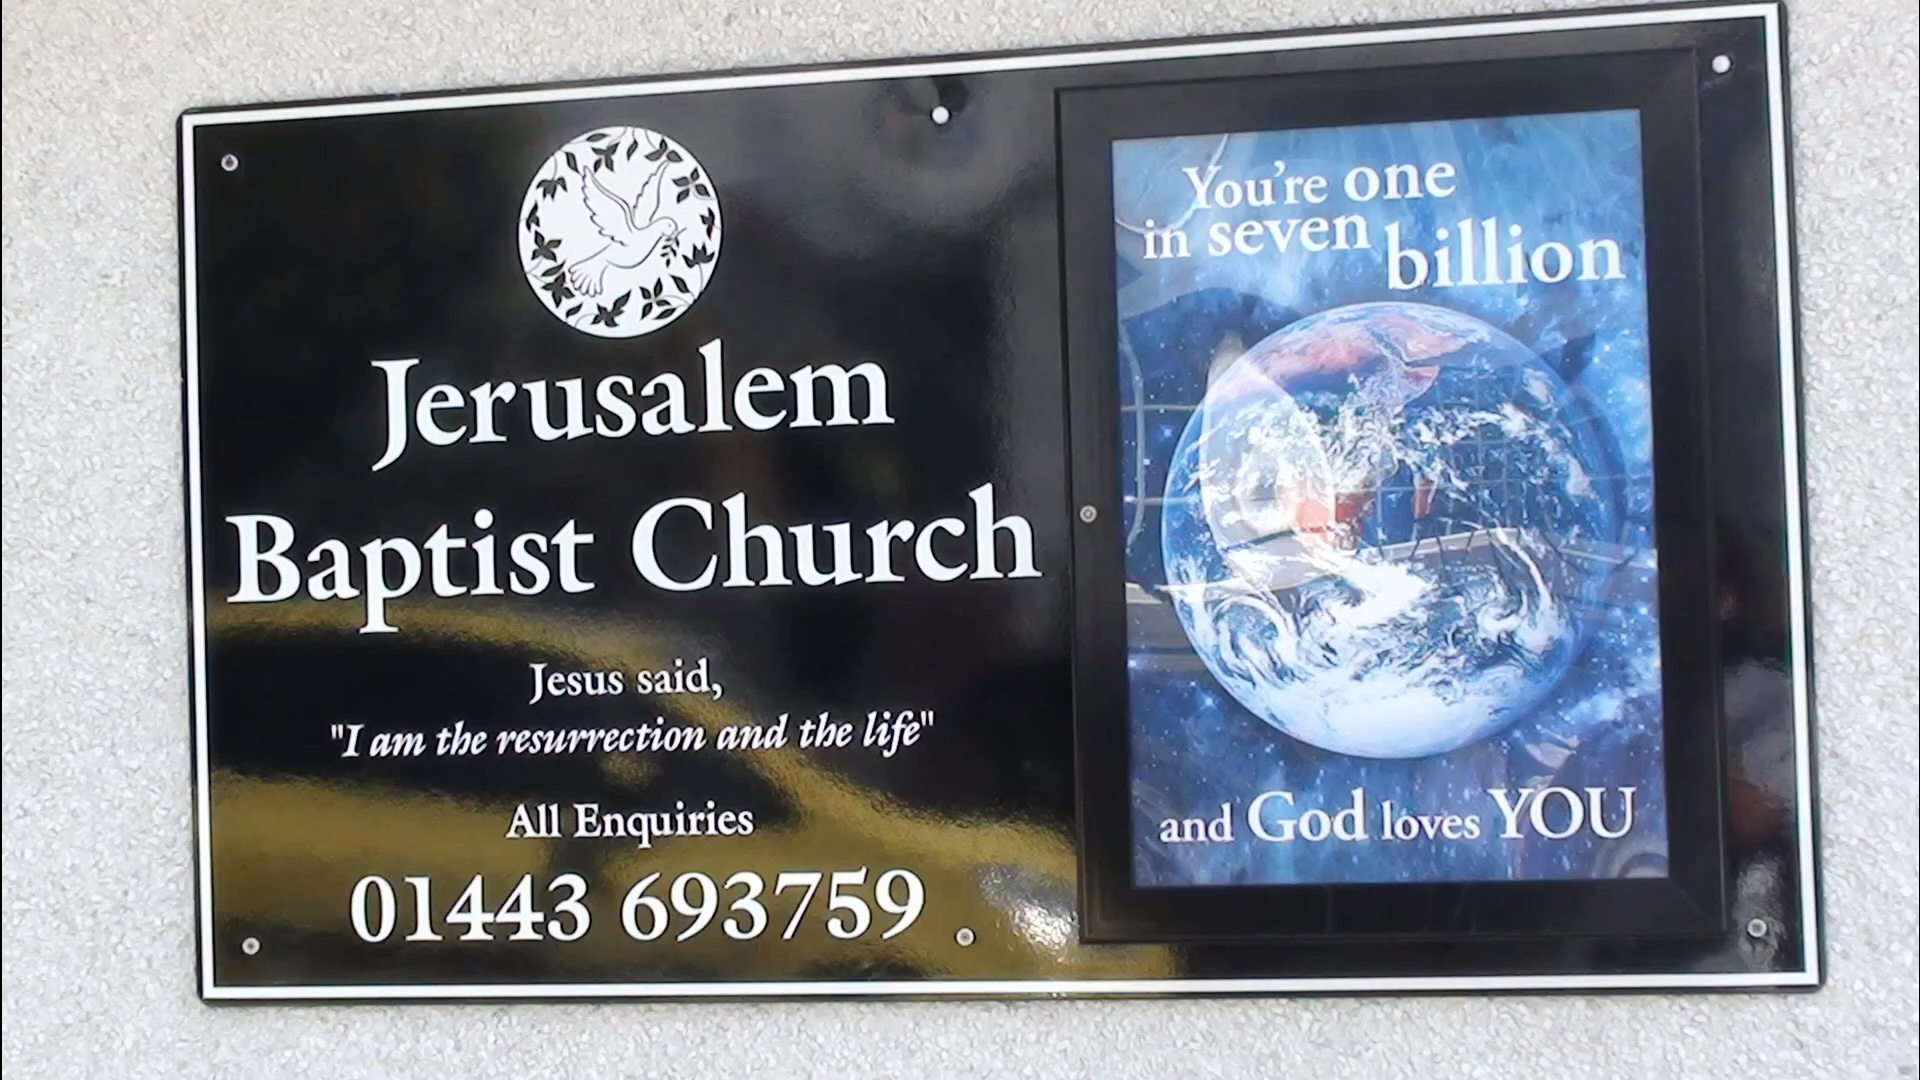 Jerusalem
Baptist Church
Jesus said,
"I am the resurrection and the life"
All Enquiries
01443 693759
You're one
in seven billion
and God loves YOU